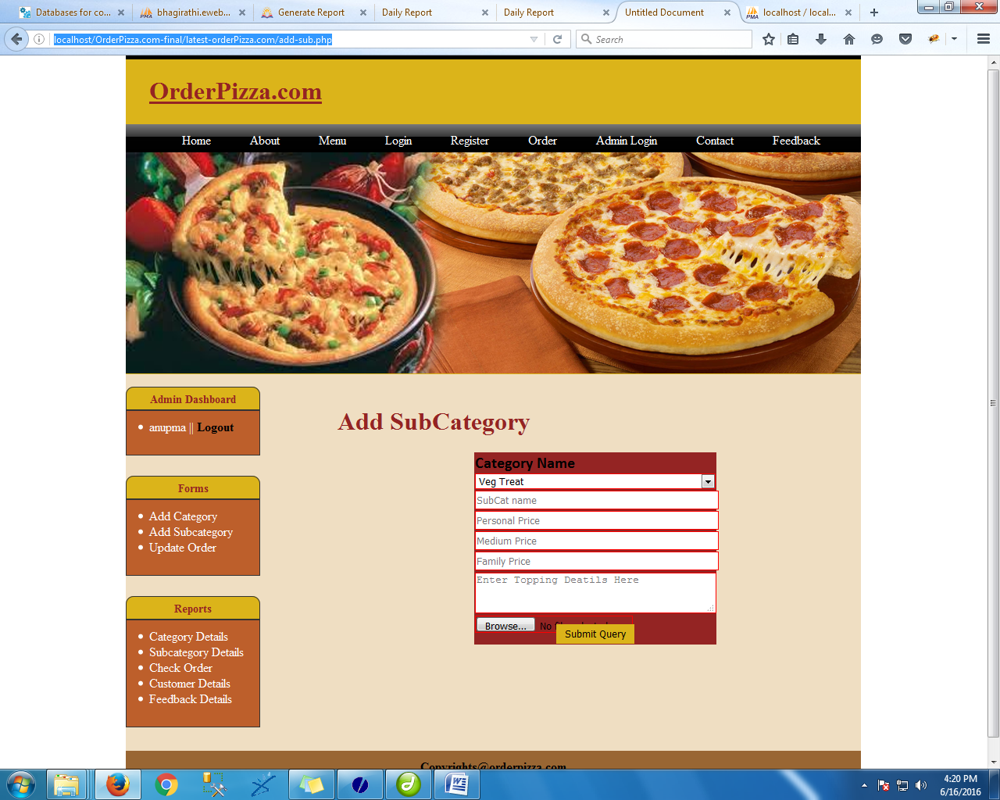 Databases for co...
bhagirathi.eweb...
Generate Report
Daily Report
Daily Report
Untitled Document
localhost / local...
localhost/OrderPizza.com-final/latest-orderPizza.com/add-sub.php
Search
OrderPizza.com
Home About Menu Login Register Order Admin Login Contact Feedback
Admin Dashboard
anupma || Logout
Forms
Add Category
Add Subcategory
Update Order
Reports
Category Details
Subcategory Details
Check Order
Customer Details
Feedback Details
Add SubCategory
Category Name
Veg Treat
SubCat name
Personal Price
Medium Price
Family Price
Enter Topping Deatils Here
Browse... No
Submit Query
Copyrights@orderpizza.com
4:20 PM
6/16/2016